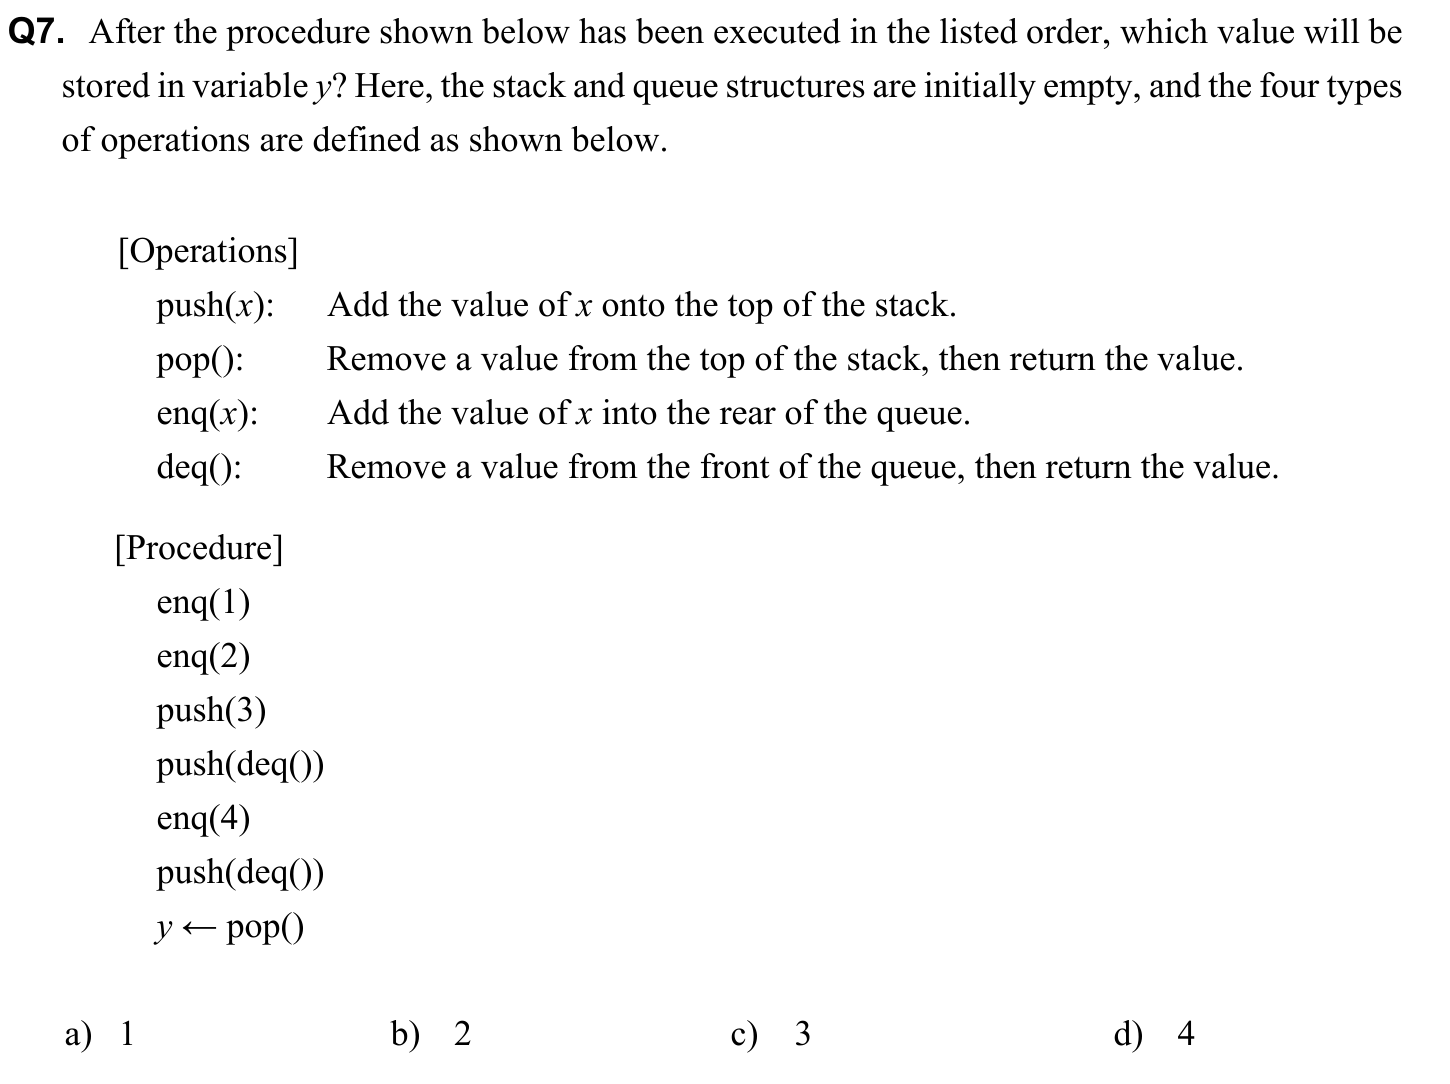 Q7. After the procedure shown below has been executed in the listed order, which value will be
stored in variable y? Here, the stack and queue structures are initially empty, and the four types
of operations are defined as shown below.
[Operations]
push(x): Add the value of x onto the top of the stack.
pop(): Remove a value from the top of the stack, then return the value.
enq(x): Add the value of x into the rear of the queue.
deq(): Remove a value from the front of the queue, then return the value.
[Procedure]
enq(1)
enq(2)
push(3)
push(deq())
enq(4)
push(deq())
y ← pop()
a) 1 b) 2 c) 3 d) 4